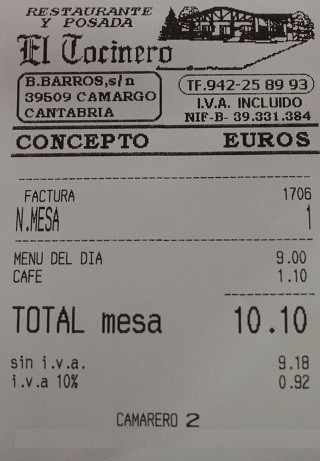 RESTAURANTE
Y POSADA
El Tocinero
B.BARROS,s/n
39509 CAMARGO
CANTABRIA
TF.942-25 89 93
I.V.A. INCLUIDO
NIF-B- 39.331.384
CONCEPTO EUROS
FACTURA 1706
N.MESA 1
MENU DEL DIA 9.00
CAFE 1.10
TOTAL mesa 10.10
sin i.v.a. 9.18
i.v.a 10% 0.92
CAMARERO 2